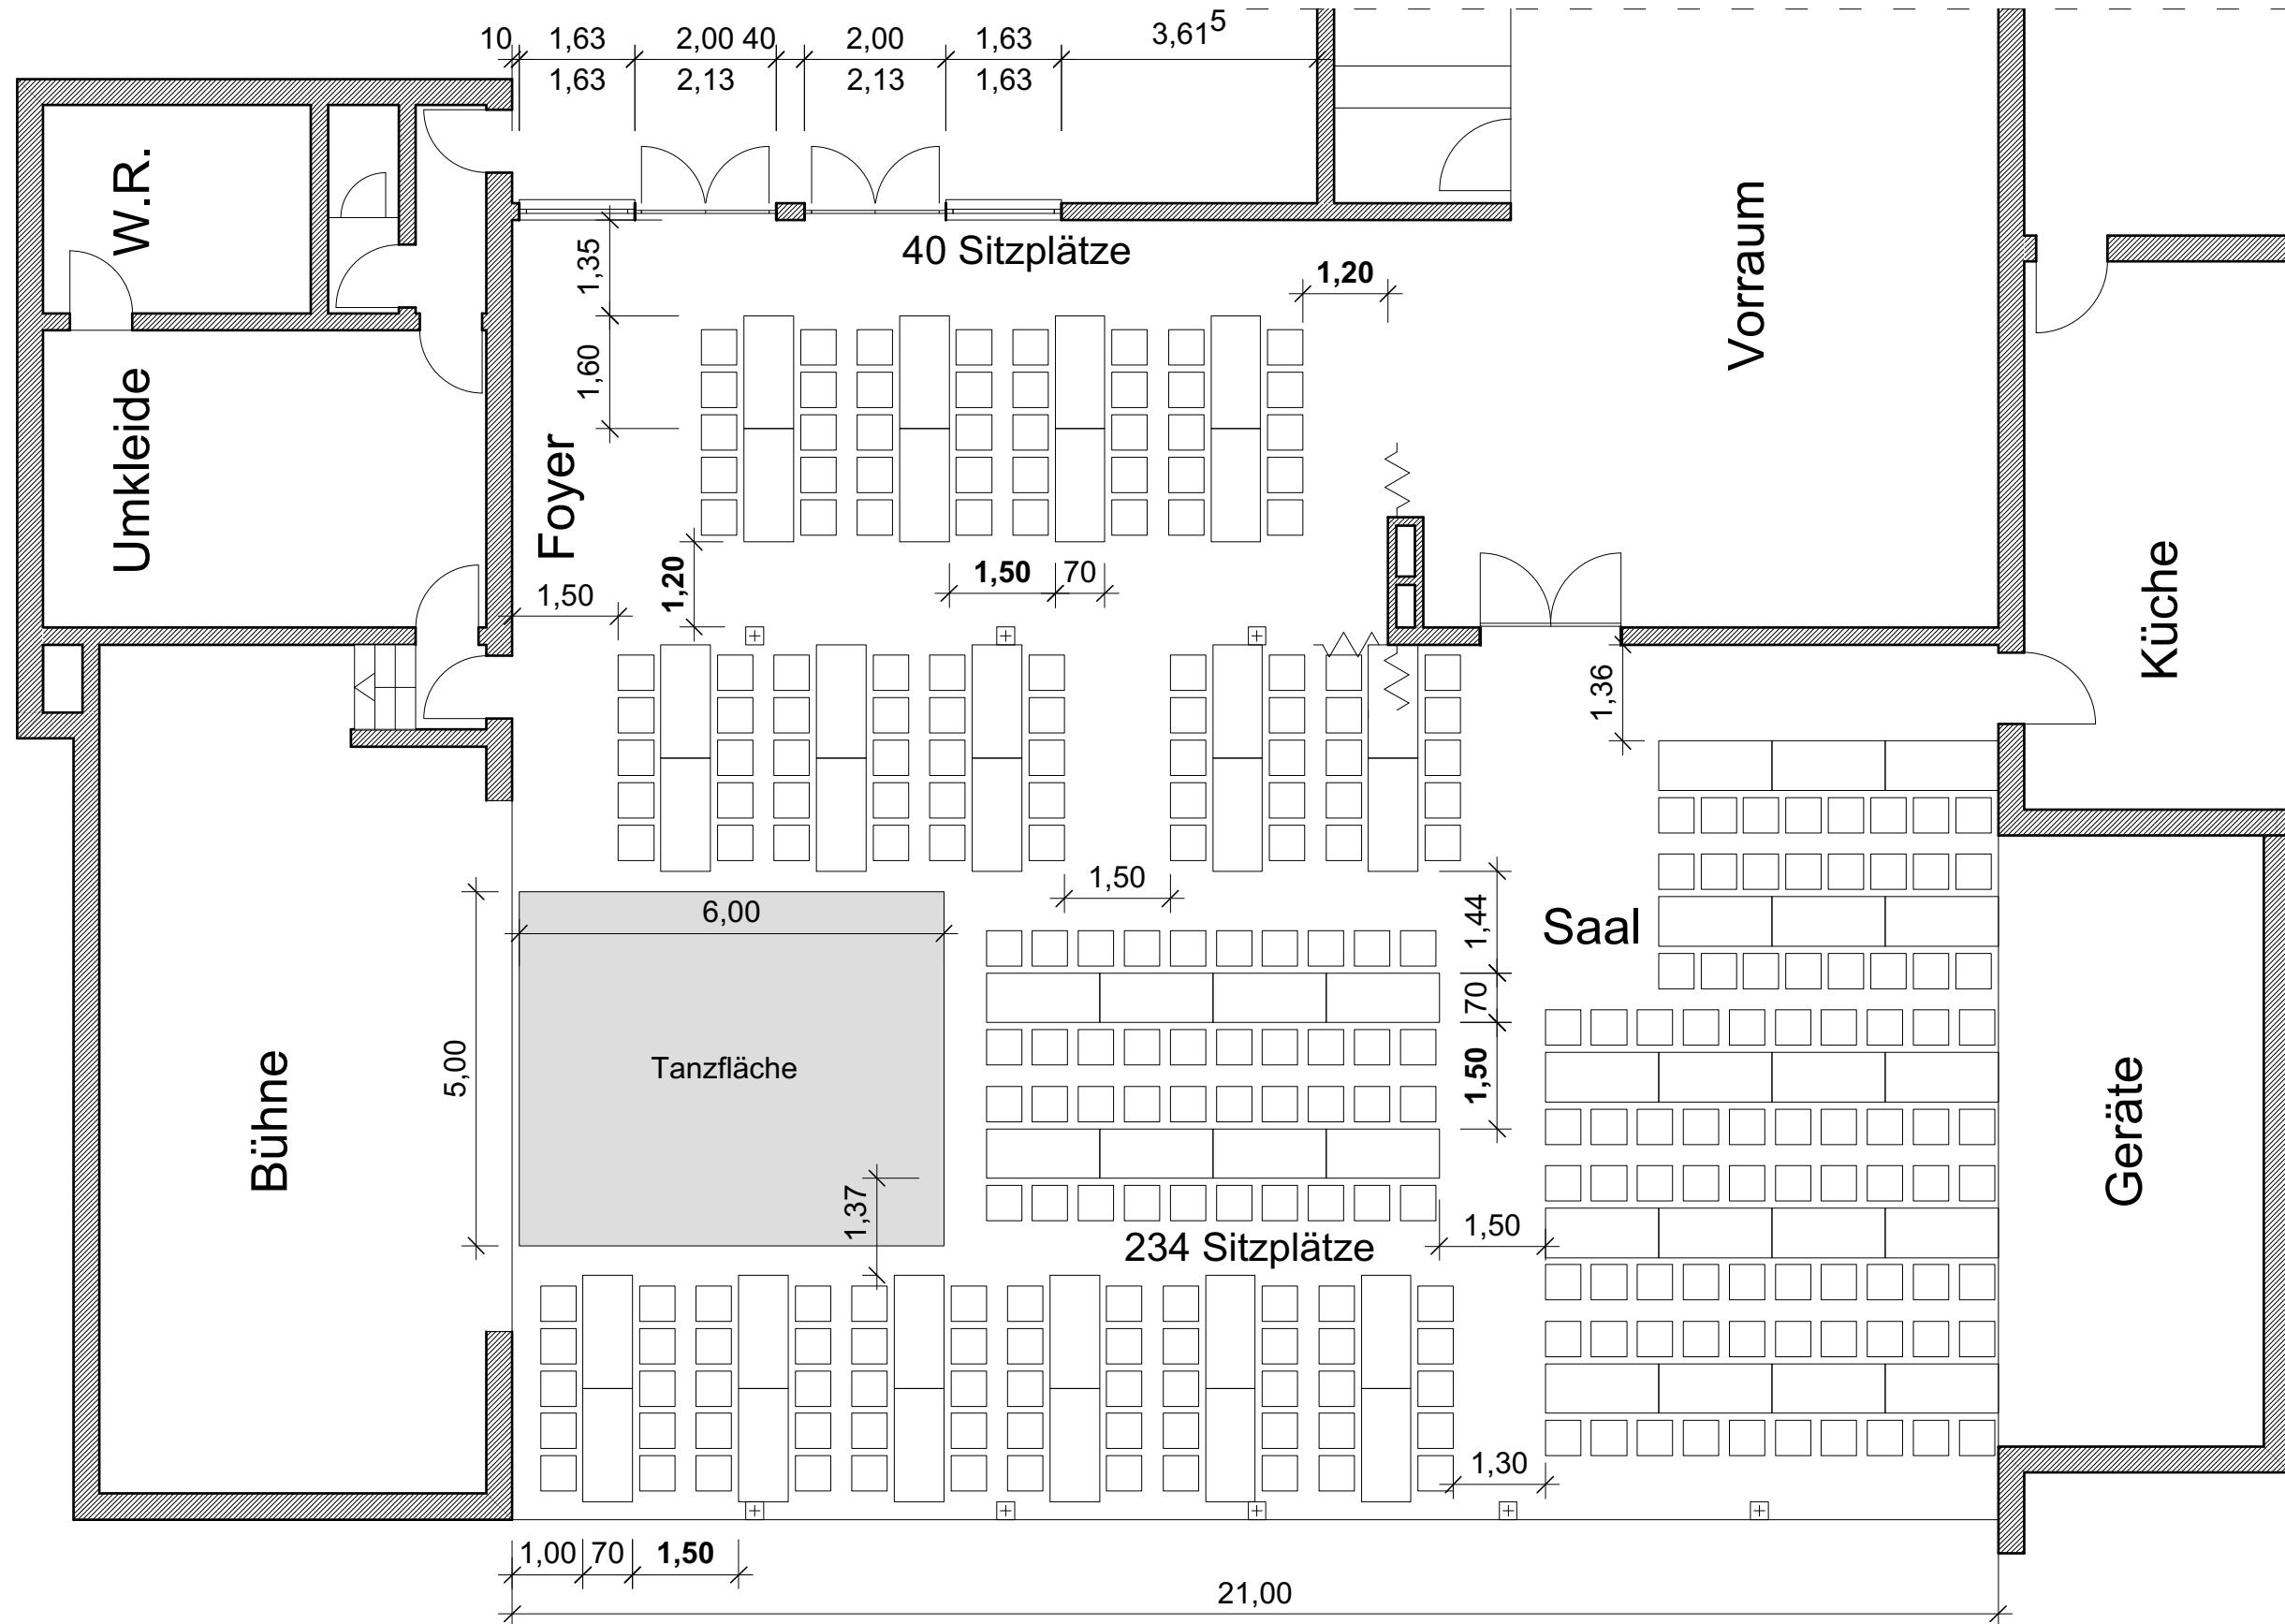 10 1,63 2,00 40 2,00 1,63 3,61⁵
1,63 2,13 2,13 1,63
W.R.
1,35
40 Sitzplätze
1,20
Vorraum
1,60
Umkleide
Foyer
1,20
1,50 70
1,50
Küche
1,36
1,50
6,00
1,44
Saal
70
Tanzfläche
5,00
1,50
Bühne
Geräte
1,37
234 Sitzplätze
1,50
1,30
1,00 70 1,50
21,00